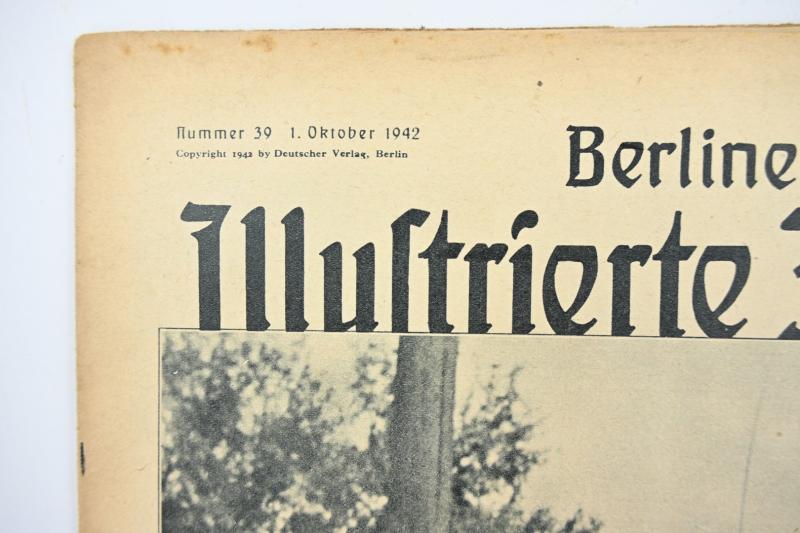 Nummer 39 1. Oktober 1942
Copyright 1942 by Deutscher Verlag, Berlin
Berline
Illustrierte